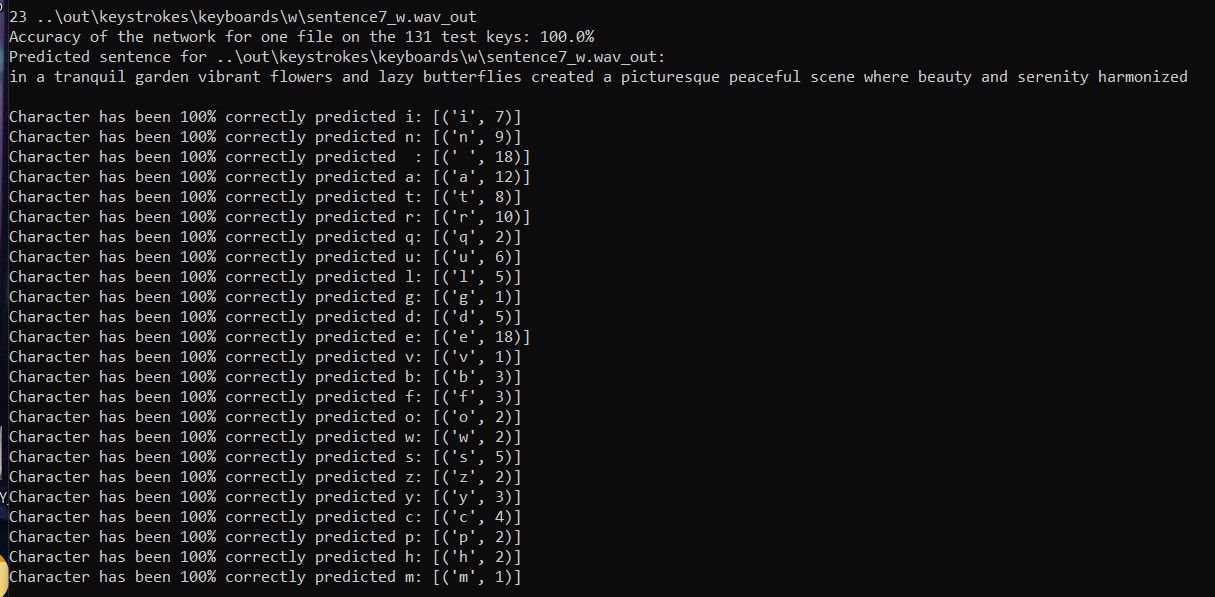 23 ..\out\keystrokes\keyboards\w\sentence7_w.wav_out
Accuracy of the network for one file on the 131 test keys: 100.0%
Predicted sentence for ..\out\keystrokes\keyboards\w\sentence7_w.wav_out:
in a tranquil garden vibrant flowers and lazy butterflies created a picturesque peaceful scene where beauty and serenity harmonized
Character has been 100% correctly predicted i: [('i', 7)]
Character has been 100% correctly predicted n: [('n', 9)]
Character has been 100% correctly predicted  : [(' ', 18)]
Character has been 100% correctly predicted a: [('a', 12)]
Character has been 100% correctly predicted t: [('t', 8)]
Character has been 100% correctly predicted r: [('r', 10)]
Character has been 100% correctly predicted q: [('q', 2)]
Character has been 100% correctly predicted u: [('u', 6)]
Character has been 100% correctly predicted l: [('l', 5)]
Character has been 100% correctly predicted g: [('g', 1)]
Character has been 100% correctly predicted d: [('d', 5)]
Character has been 100% correctly predicted e: [('e', 18)]
Character has been 100% correctly predicted v: [('v', 1)]
Character has been 100% correctly predicted b: [('b', 3)]
Character has been 100% correctly predicted f: [('f', 3)]
Character has been 100% correctly predicted o: [('o', 2)]
Character has been 100% correctly predicted w: [('w', 2)]
Character has been 100% correctly predicted s: [('s', 5)]
Character has been 100% correctly predicted z: [('z', 2)]
Character has been 100% correctly predicted y: [('y', 3)]
Character has been 100% correctly predicted c: [('c', 4)]
Character has been 100% correctly predicted p: [('p', 2)]
Character has been 100% correctly predicted h: [('h', 2)]
Character has been 100% correctly predicted m: [('m', 1)]